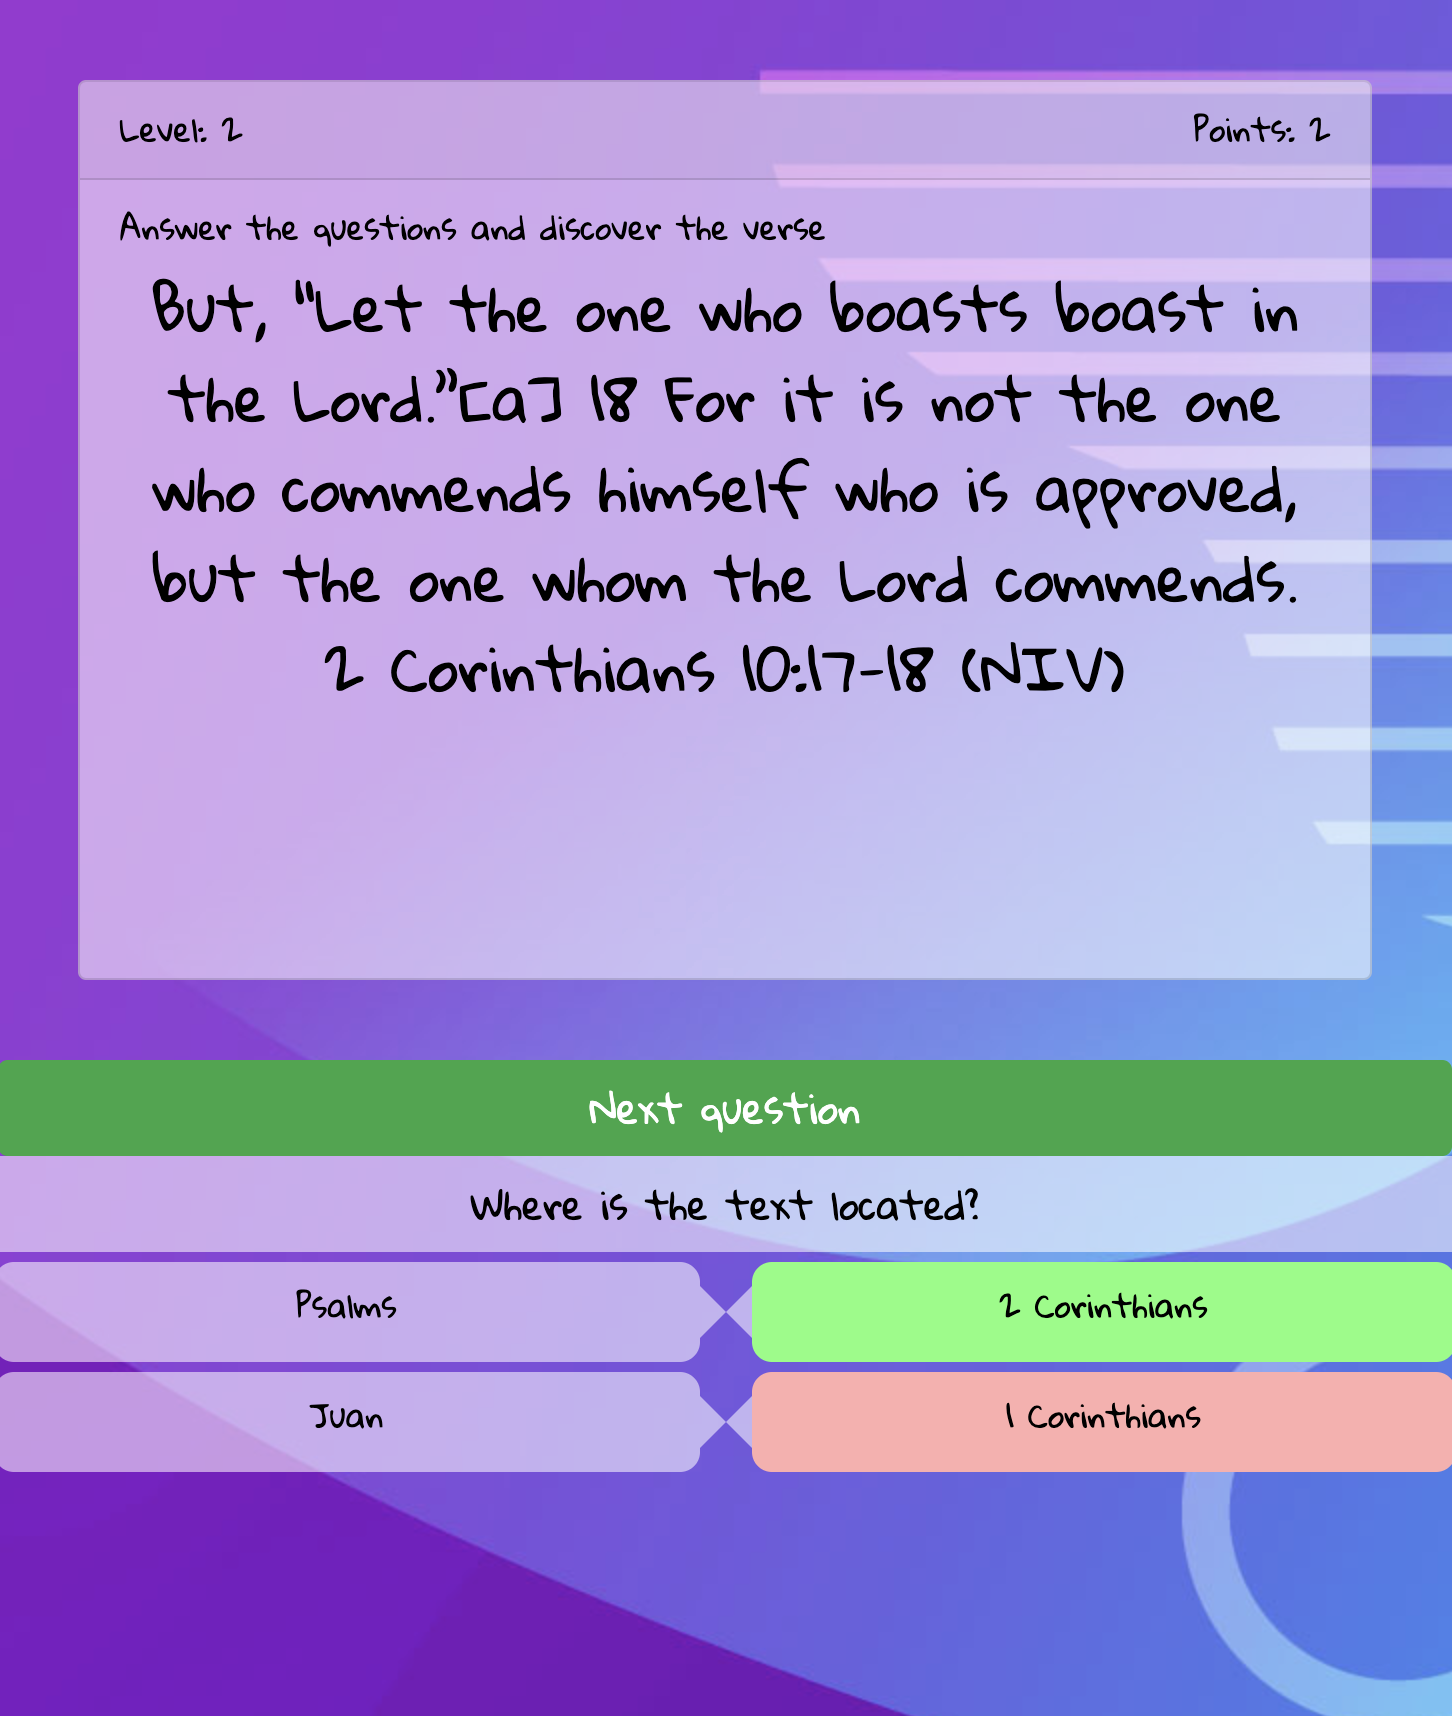 Level: 2
Points: 2
Answer the questions and discover the verse
But, “Let the one who boasts boast in
the Lord.”[a] 18 For it is not the one
who commends himself who is approved,
but the one whom the Lord commends.
2 Corinthians 10:17-18 (NIV)
Next question
Where is the text located?
Psalms
2 Corinthians
Juan
1 Corinthians